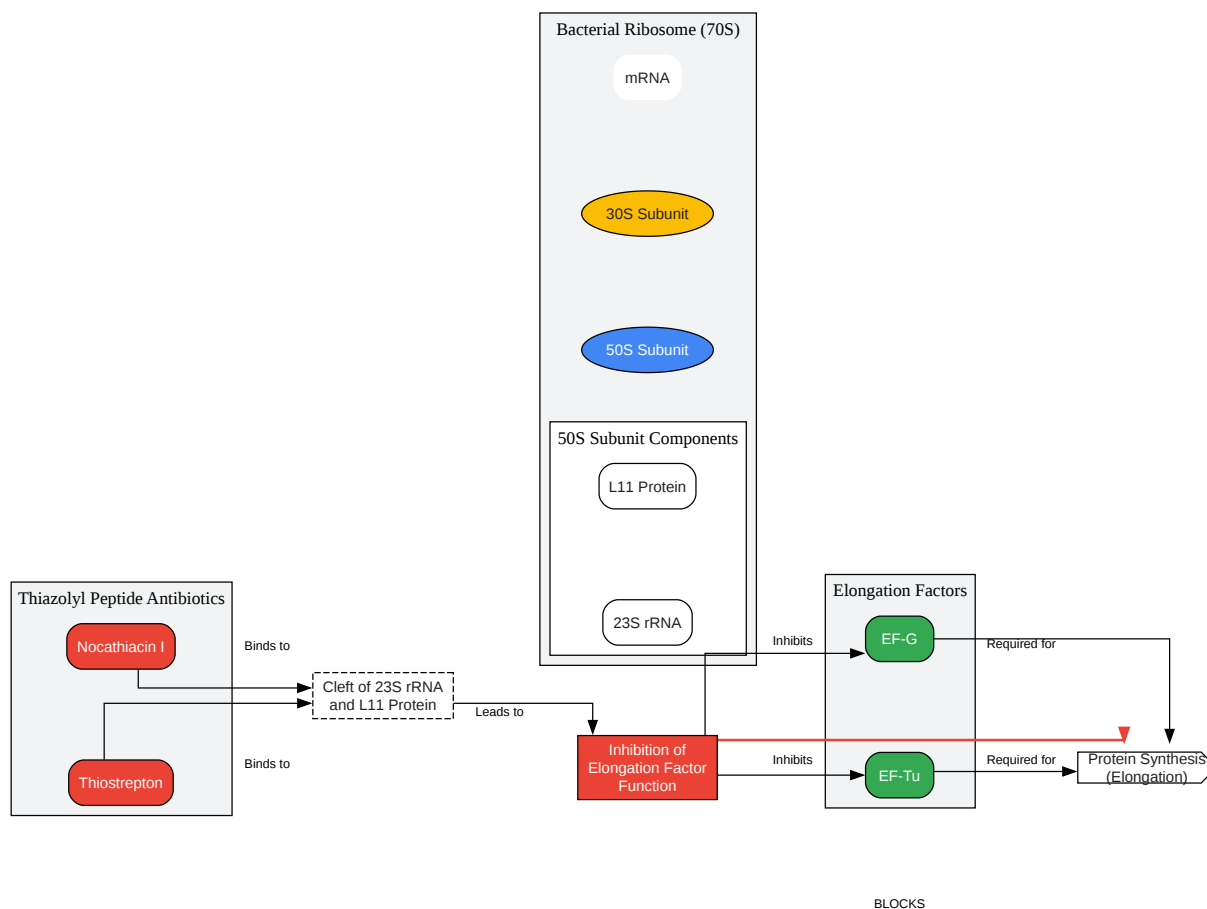 Bacterial Ribosome (70S)
mRNA
30S Subunit
50S Subunit
50S Subunit Components
L11 Protein
23S rRNA
Thiazolyl Peptide Antibiotics
Nocathiacin I
Thiostrepton
Binds to
Binds to
Cleft of 23S rRNA
and L11 Protein
Leads to
Inhibition of
Elongation Factor
Function
Inhibits
Inhibits
Elongation Factors
EF-G
EF-Tu
Required for
Required for
Protein Synthesis
(Elongation)
BLOCKS